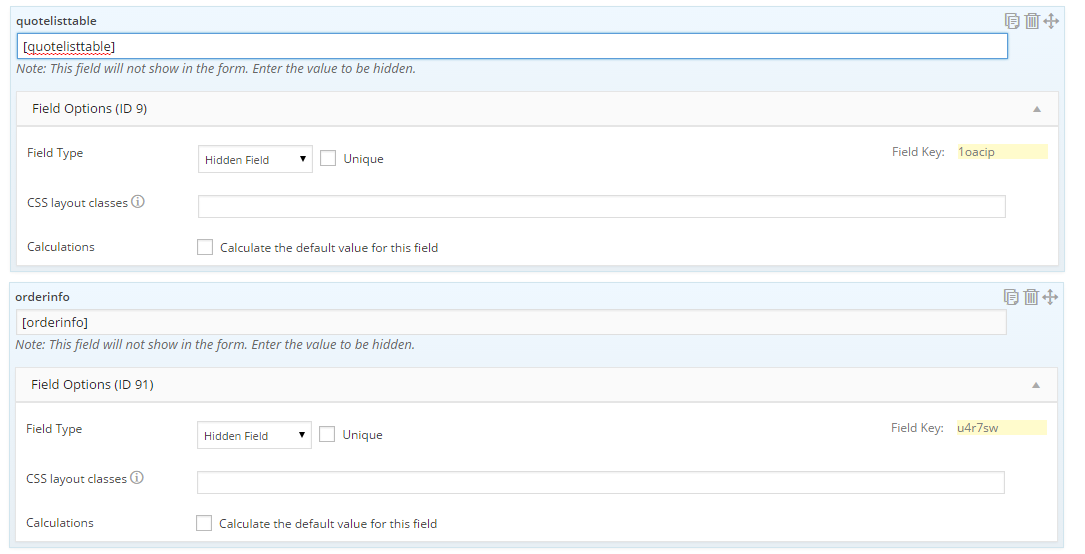 quotelisttable
[quotelisttable]
Note: This field will not show in the form. Enter the value to be hidden.
Field Options (ID 9)
Field Type Hidden Field Unique Field Key: 1oacip
CSS layout classes
Calculations Calculate the default value for this field
orderinfo
[orderinfo]
Note: This field will not show in the form. Enter the value to be hidden.
Field Options (ID 91)
Field Type Hidden Field Unique Field Key: u4r7sw
CSS layout classes
Calculations Calculate the default value for this field